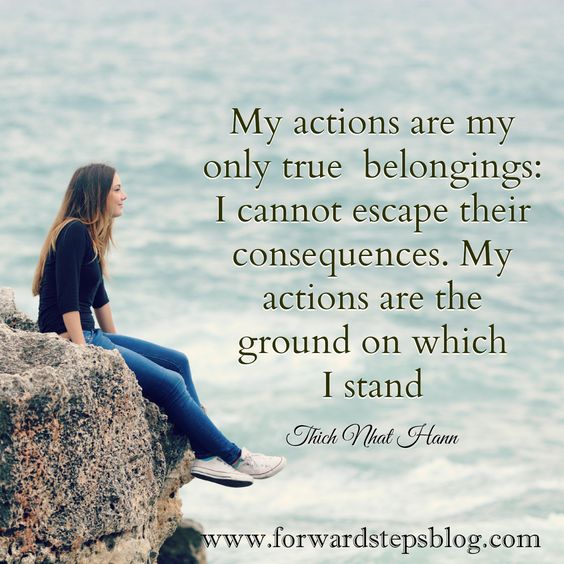 My actions are my
only true belongings:
I cannot escape their
consequences. My
actions are the
ground on which
I stand
Thich Nhat Hann
www.forwardstepsblog.com